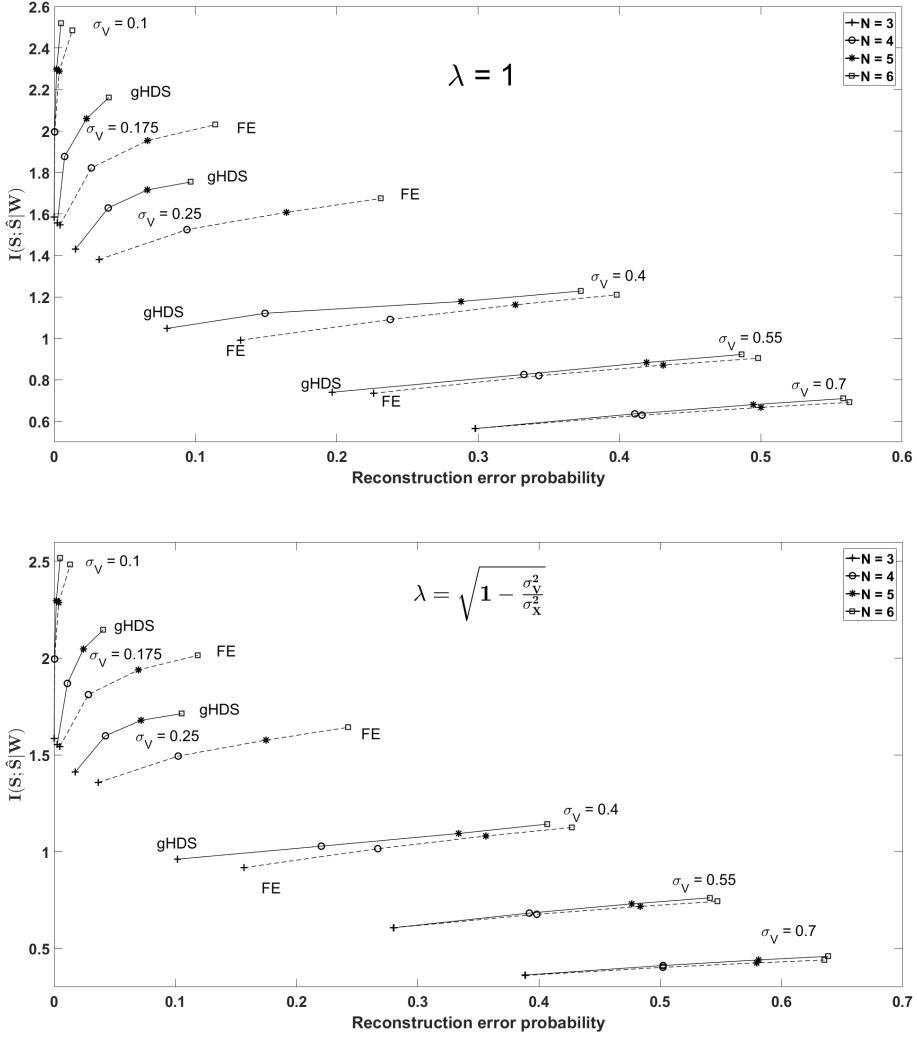 2.6
2.4
2.2
2
1.8
1.6
1.4
1.2
1
0.8
0.6
I(S; Ŝ|W)
σV = 0.1
λ = 1
N = 3
N = 4
N = 5
N = 6
gHDS
σV = 0.175
FE
gHDS
FE
σV = 0.25
σV = 0.4
gHDS
FE
σV = 0.55
gHDS
FE
σV = 0.7
0 0.1 0.2 0.3 0.4 0.5 0.6
Reconstruction error probability
2.5
2
1.5
1
0.5
I(S; Ŝ|W)
σV = 0.1
λ = √(1 − σ²V/σ²X)
N = 3
N = 4
N = 5
N = 6
gHDS
σV = 0.175
FE
gHDS
σV = 0.25
FE
σV = 0.4
gHDS
FE
σV = 0.55
σV = 0.7
0 0.1 0.2 0.3 0.4 0.5 0.6 0.7
Reconstruction error probability